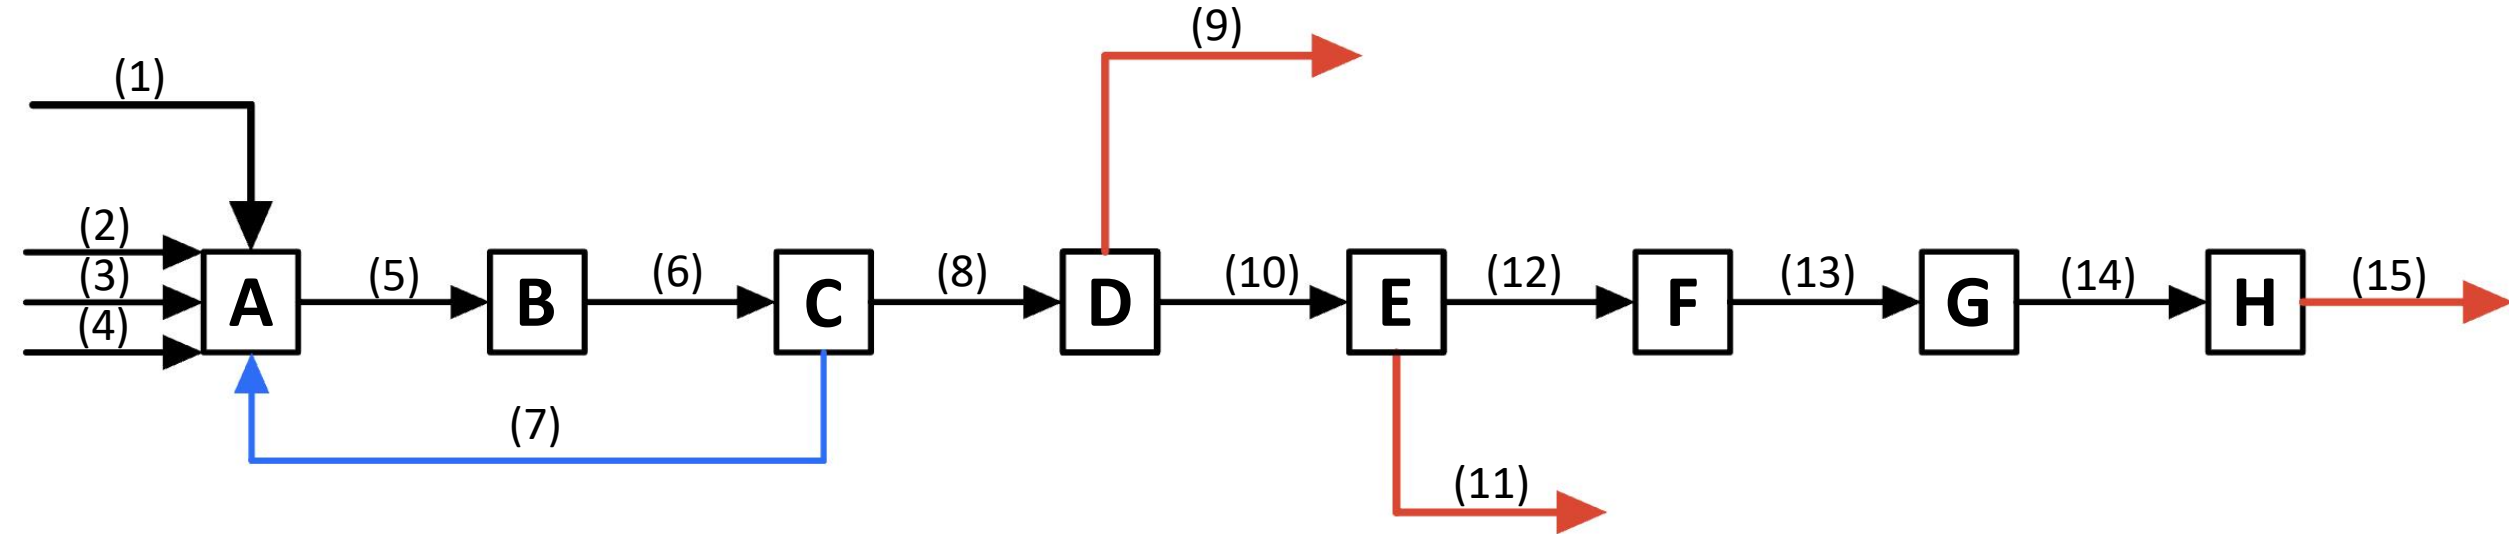 (9)
(1)
(2)
(3)
(4)
A
(5)
B
(6)
C
(8)
D
(10)
E
(12)
F
(13)
G
(14)
H
(15)
(7)
(11)